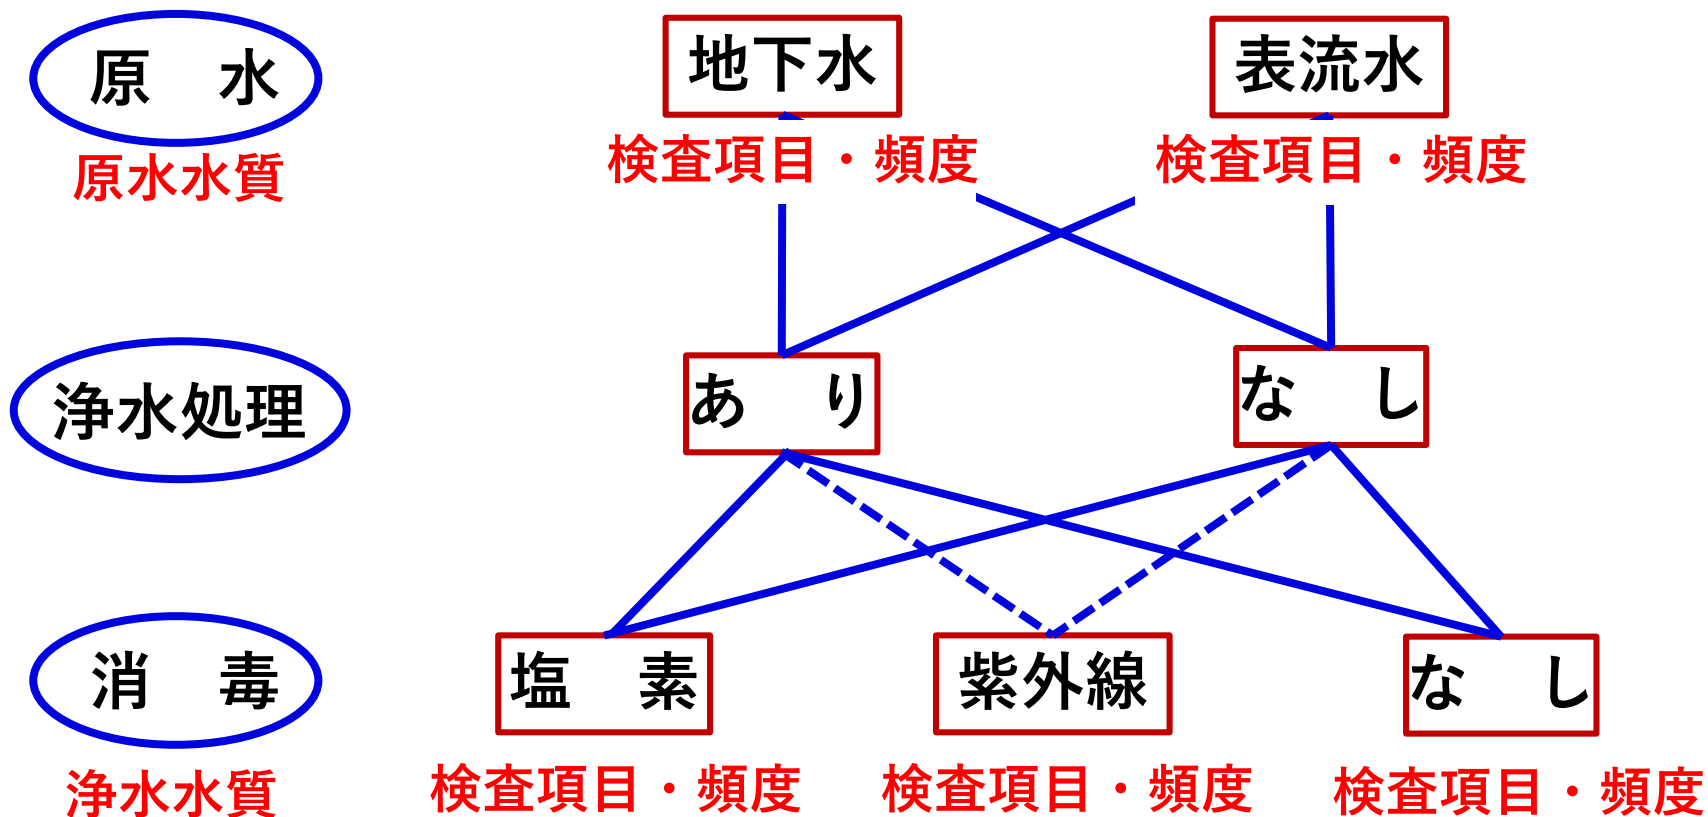 原　水
地下水
表流水
原水水質
検査項目・頻度
検査項目・頻度
浄水処理
あ　り
な　し
消　毒
塩　素
紫外線
な　し
浄水水質
検査項目・頻度
検査項目・頻度
検査項目・頻度